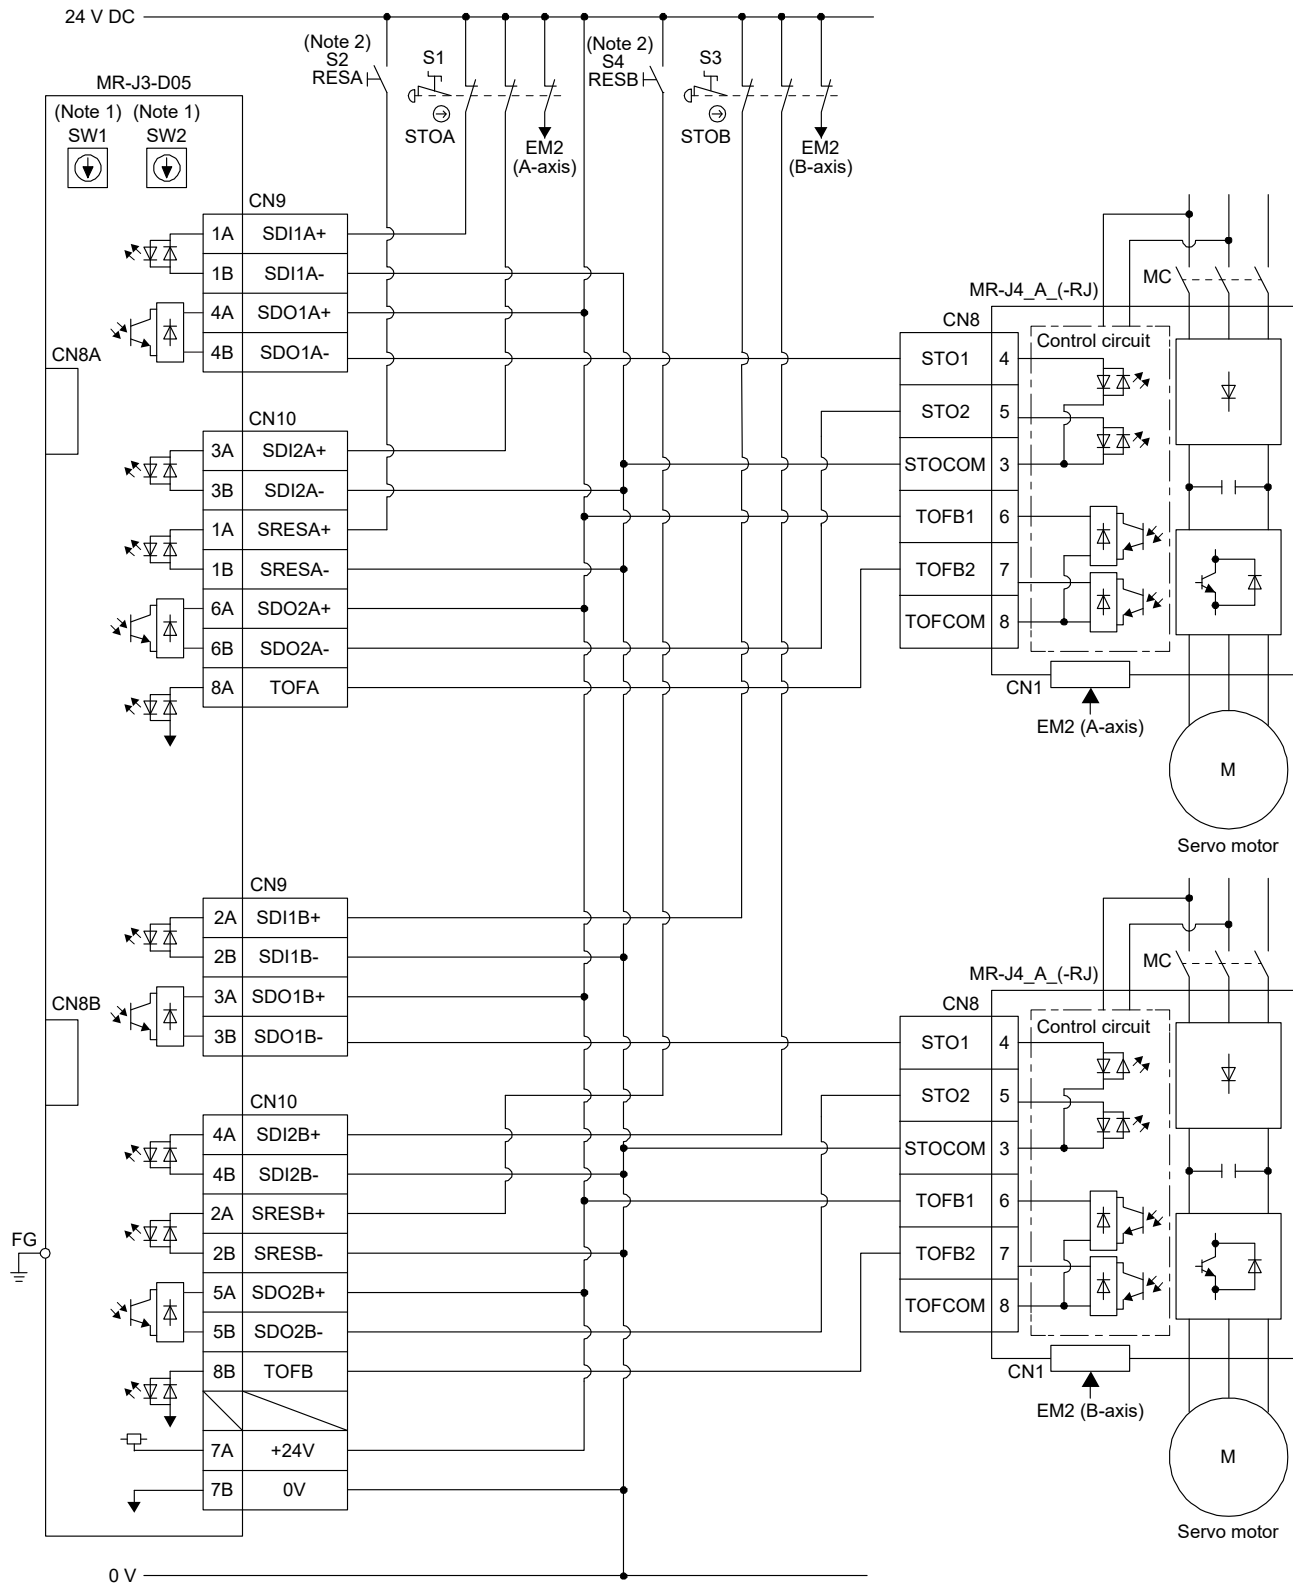 24 V DC
(Note 2)
S2
RESA
S1
STOA
EM2
(A-axis)
(Note 2)
S4
RESB
S3
STOB
EM2
(B-axis)
MR-J3-D05
(Note 1) (Note 1)
SW1 SW2
CN9
1A SDI1A+
1B SDI1A-
4A SDO1A+
4B SDO1A-
CN8A
CN10
3A SDI2A+
3B SDI2A-
1A SRESA+
1B SRESA-
6A SDO2A+
6B SDO2A-
8A TOFA
MC
MR-J4_A_(-RJ)
CN8
Control circuit
STO1 4
STO2 5
STOCOM 3
TOFB1 6
TOFB2 7
TOFCOM 8
CN1
EM2 (A-axis)
M
Servo motor
CN9
2A SDI1B+
2B SDI1B-
3A SDO1B+
3B SDO1B-
CN8B
CN10
4A SDI2B+
4B SDI2B-
2A SRESB+
2B SRESB-
5A SDO2B+
5B SDO2B-
8B TOFB
7A +24V
7B 0V
FG
MC
MR-J4_A_(-RJ)
CN8
Control circuit
STO1 4
STO2 5
STOCOM 3
TOFB1 6
TOFB2 7
TOFCOM 8
CN1
EM2 (B-axis)
M
Servo motor
0 V